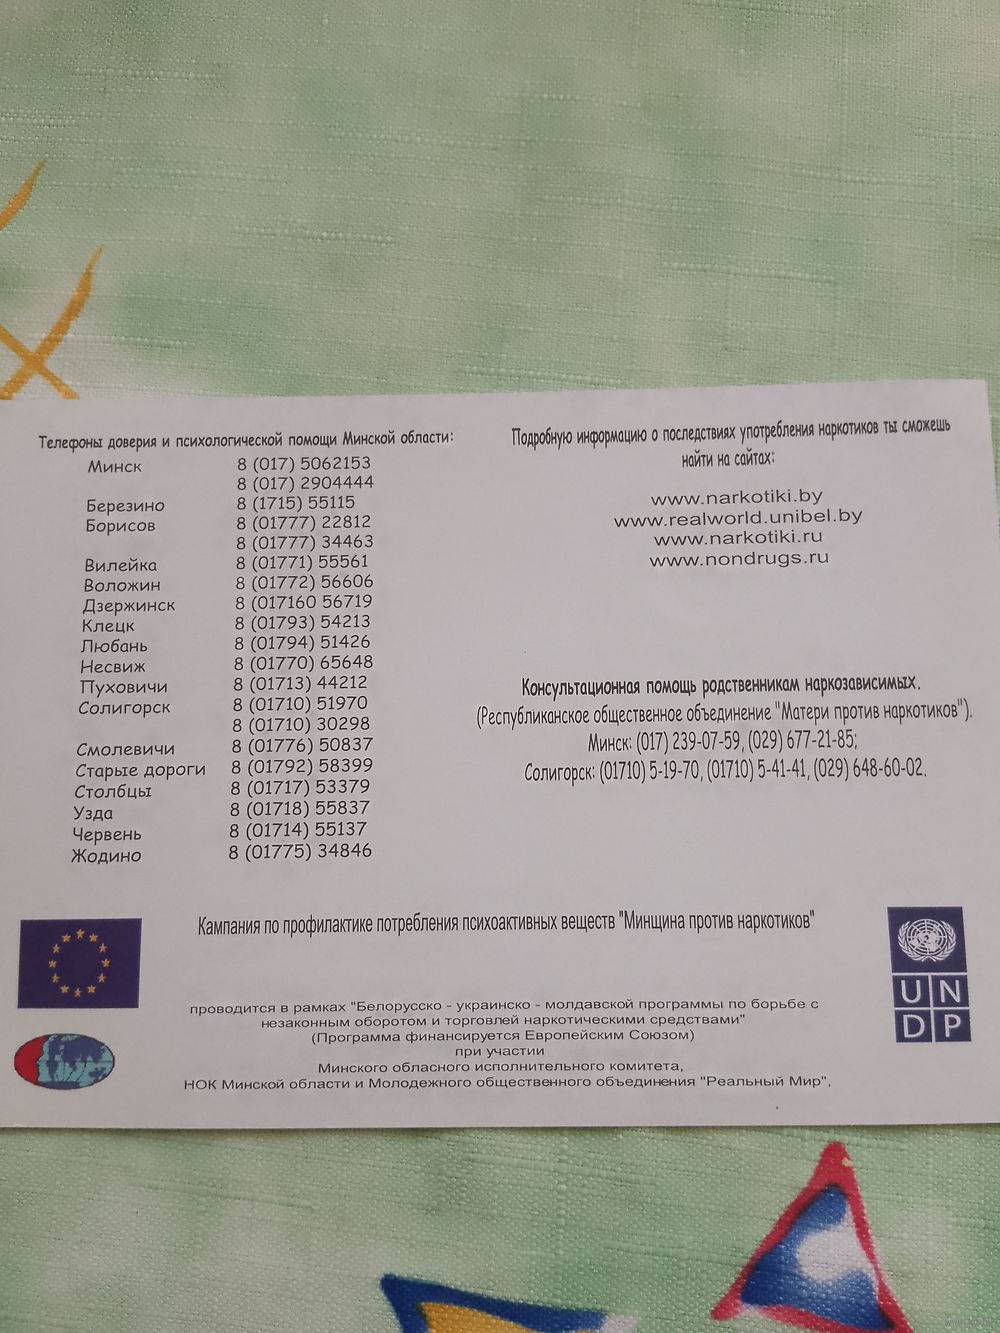 Телефоны доверия и психологической помощи Минской области:
Минск 8 (017) 5062153
8 (017) 2904444
Березино 8 (1715) 55115
Борисов 8 (01777) 22812
8 (01777) 34463
Вилейка 8 (01771) 55561
Воложин 8 (01772) 56606
Дзержинск 8 (017160 56719
Клецк 8 (01793) 54213
Любань 8 (01794) 51426
Несвиж 8 (01770) 65648
Пуховичи 8 (01713) 44212
Солигорск 8 (01710) 51970
8 (01710) 30298
Смолевичи 8 (01776) 50837
Старые дороги 8 (01792) 58399
Столбцы 8 (01717) 53379
Узда 8 (01718) 55837
Червень 8 (01714) 55137
Жодино 8 (01775) 34846
Подробную информацию о последствиях употребления наркотиков ты сможешь
найти на сайтах:
www.narkotiki.by
www.realworld.unibel.by
www.narkotiki.ru
www.nondrugs.ru
Консультационная помощь родственникам наркозависимых.
(Республиканское общественное объединение "Матери против наркотиков").
Минск: (017) 239-07-59, (029) 677-21-85;
Солигорск: (01710) 5-19-70, (01710) 5-41-41, (029) 648-60-02.
Кампания по профилактике потребления психоактивных веществ "Минщина против наркотиков"
проводится в рамках "Белорусско - украинско - молдавской программы по борьбе с
незаконным оборотом и торговлей наркотическими средствами"
(Программа финансируется Европейским Союзом)
при участии
Минского обласного исполнительного комитета,
НОК Минской области и Молодежного общественного объединения "Реальный Мир",
UN
DP